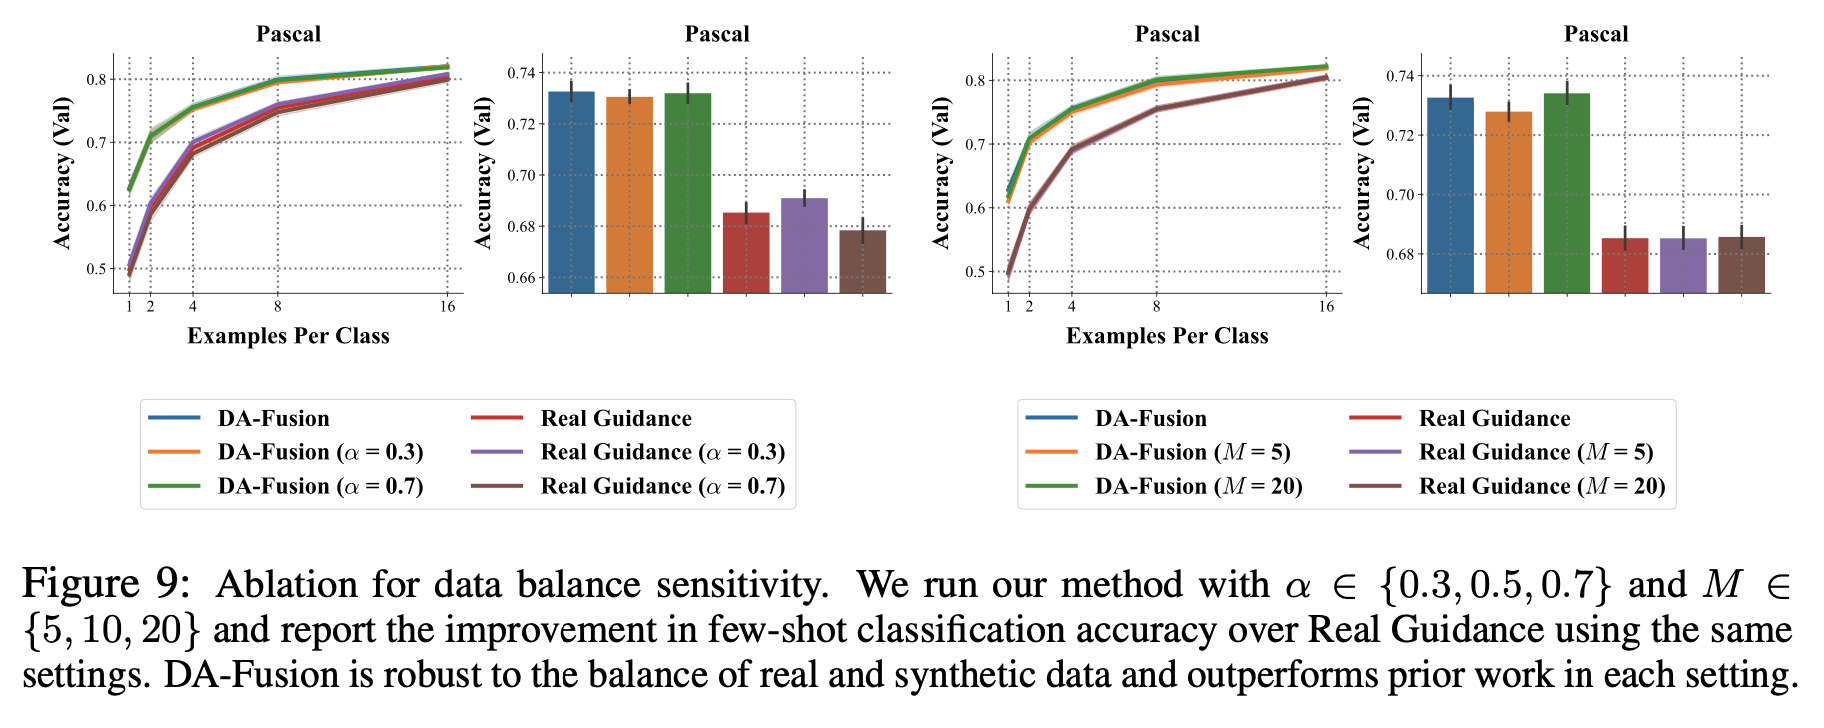 Pascal
Accuracy (Val)
0.8
0.7
0.6
0.5
1 2 4 8 16
Examples Per Class
Pascal
Accuracy (Val)
0.74
0.72
0.70
0.68
0.66
Pascal
Accuracy (Val)
0.8
0.7
0.6
0.5
1 2 4 8 16
Examples Per Class
Pascal
Accuracy (Val)
0.74
0.72
0.70
0.68
DA-Fusion
DA-Fusion (α = 0.3)
DA-Fusion (α = 0.7)
Real Guidance
Real Guidance (α = 0.3)
Real Guidance (α = 0.7)
DA-Fusion
DA-Fusion (M = 5)
DA-Fusion (M = 20)
Real Guidance
Real Guidance (M = 5)
Real Guidance (M = 20)
Figure 9: Ablation for data balance sensitivity. We run our method with α ∈ {0.3, 0.5, 0.7} and M ∈
{5, 10, 20} and report the improvement in few-shot classification accuracy over Real Guidance using the same
settings. DA-Fusion is robust to the balance of real and synthetic data and outperforms prior work in each setting.